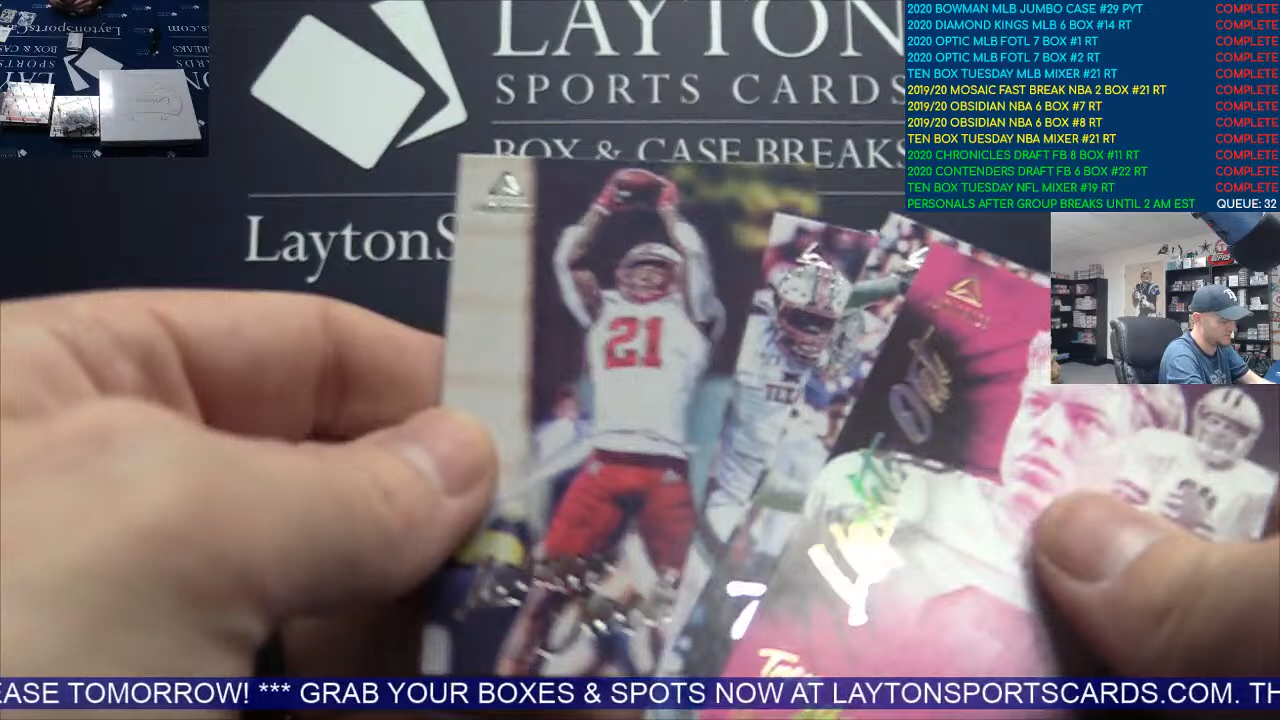 LAYTON
SPORTS CARDS
BOX & CASE BREAKS
LaytonS
2020 BOWMAN MLB JUMBO CASE #29 PYT COMPLETE
2020 DIAMOND KINGS MLB 6 BOX #14 RT COMPLETE
2020 OPTIC MLB FOTL 7 BOX #1 RT COMPLETE
2020 OPTIC MLB FOTL 7 BOX #2 RT COMPLETE
TEN BOX TUESDAY MLB MIXER #21 RT COMPLETE
2019/20 MOSAIC FAST BREAK NBA 2 BOX #21 RT COMPLETE
2019/20 OBSIDIAN NBA 6 BOX #7 RT COMPLETE
2019/20 OBSIDIAN NBA 6 BOX #8 RT COMPLETE
TEN BOX TUESDAY NBA MIXER #21 RT COMPLETE
2020 CHRONICLES DRAFT FB 8 BOX #11 RT COMPLETE
2020 CONTENDERS DRAFT FB 6 BOX #22 RT COMPLETE
TEN BOX TUESDAY NFL MIXER #19 RT COMPLETE
PERSONALS AFTER GROUP BREAKS UNTIL 2 AM EST QUEUE: 32
21
7
EASE TOMORROW! *** GRAB YOUR BOXES & SPOTS NOW AT LAYTONSPORTSCARDS.COM. TH